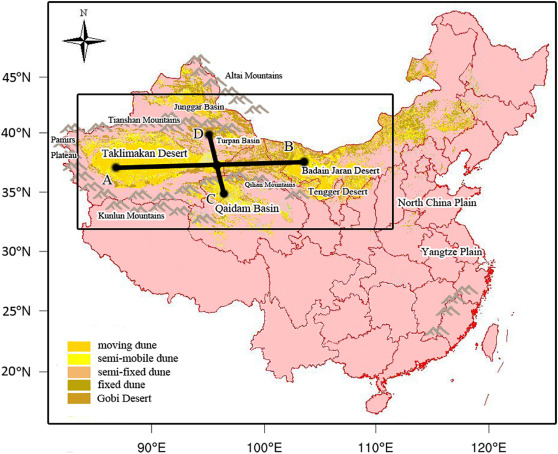 N
45°N
40°N
35°N
30°N
25°N
20°N
Altai Mountains
Junggar Basin
Tianshan Mountains
D
Turpan Basin
B
Pamirs
Plateau
Taklimakan Desert
A
Badain Jaran Desert
Qilian Mountains
Tengger Desert
C
Qaidam Basin
Kunlun Mountains
North China Plain
Yangtze Plain
moving dune
semi-mobile dune
semi-fixed dune
fixed dune
Gobi Desert
90°E
100°E
110°E
120°E